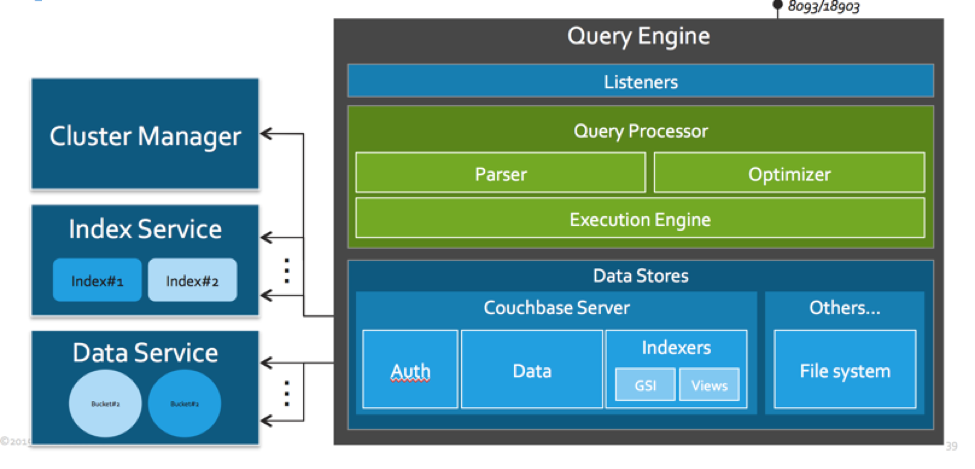 8093/18903
Query Engine
Listeners
Query Processor
Parser
Optimizer
Execution Engine
Data Stores
Couchbase Server
Others...
Auth
Data
Indexers
GSI
Views
File system
Cluster Manager
Index Service
Index#1
Index#2
Data Service
Bucket#2
Bucket#1
39